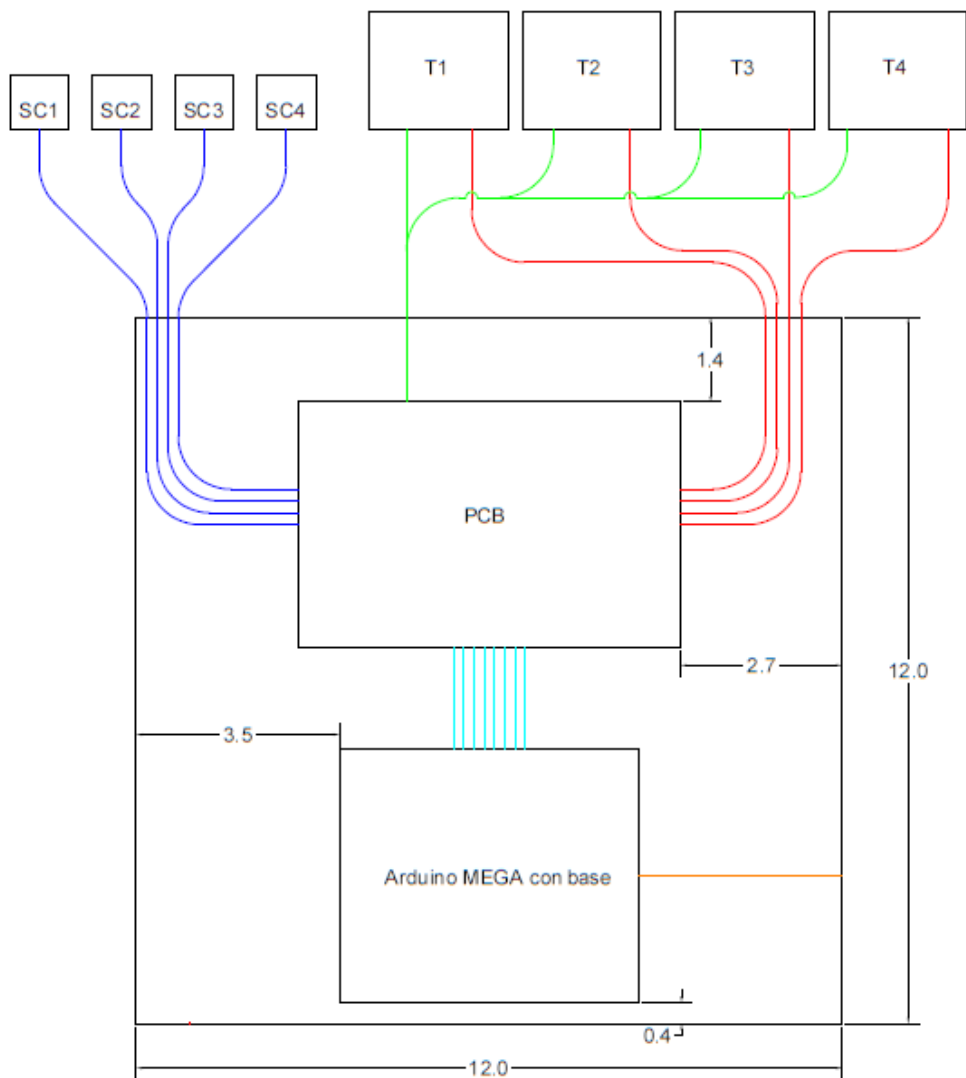 T1
T2
T3
T4
SC1
SC2
SC3
SC4
1.4
PCB
2.7
12.0
3.5
Arduino MEGA con base
0.4
12.0